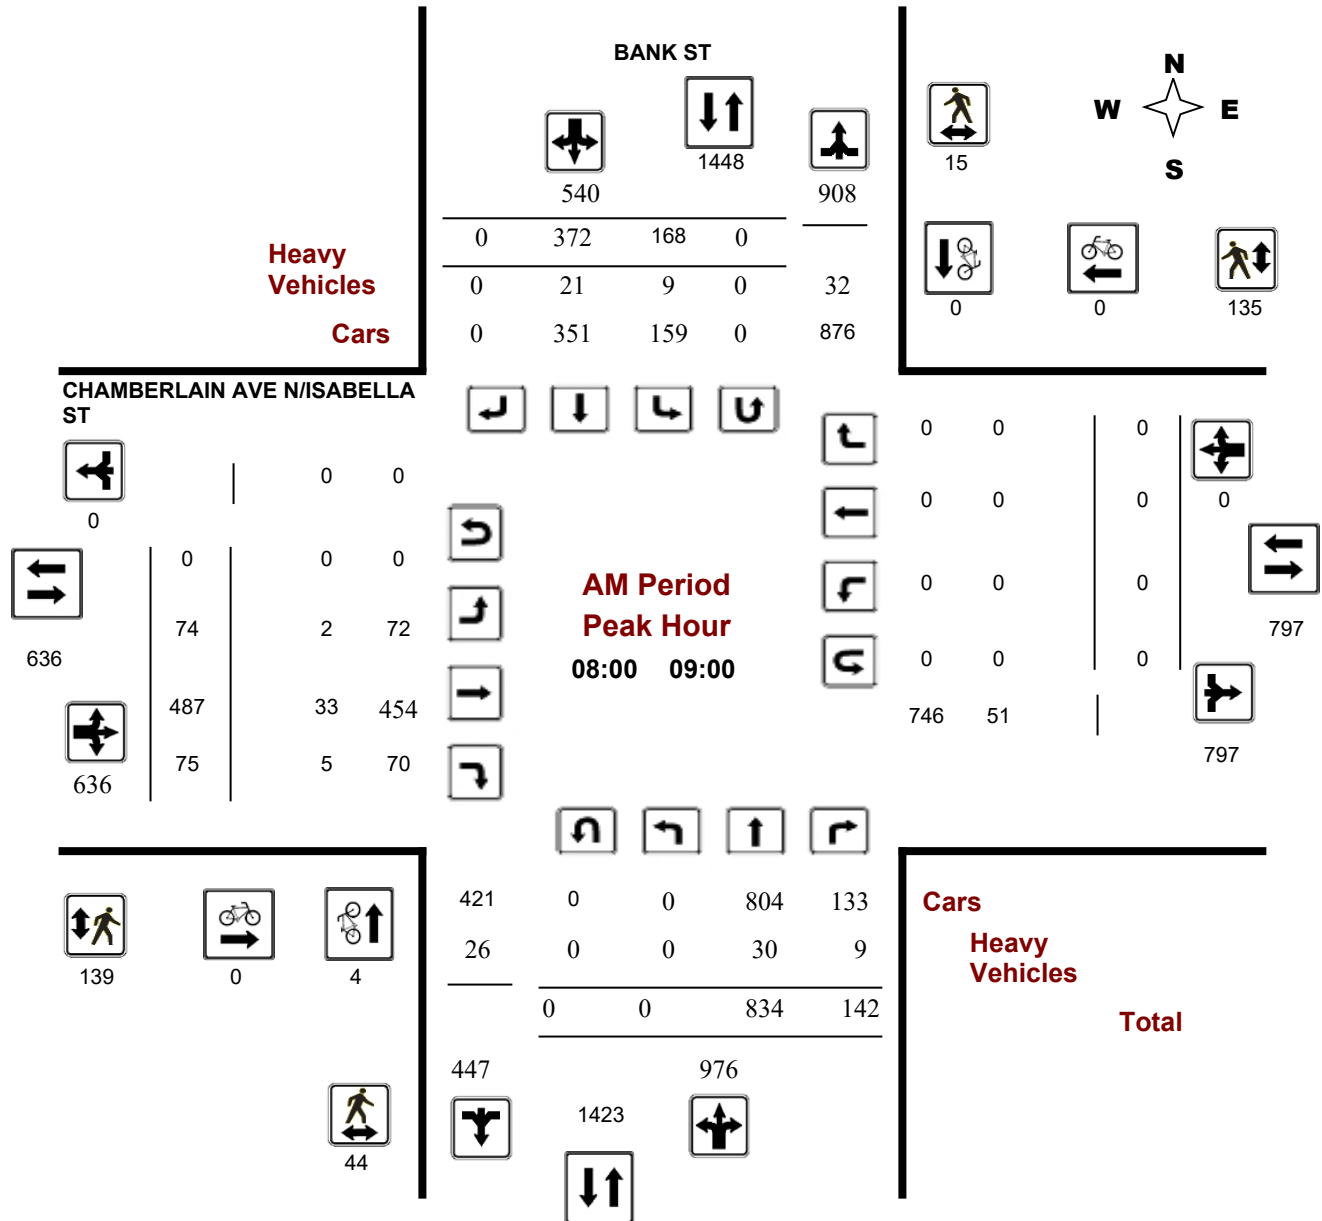 BANK ST
N
W E
S
1448
15
540 908
0 372 168 0
Heavy
Vehicles
0 21 9 0 32
0 0 135
Cars
0 351 159 0 876
CHAMBERLAIN AVE N/ISABELLA
ST
0 0 0
0 0
0 0 0 0
0
0 0 0
AM Period
0 0 0
74 2 72
Peak Hour
797
636
08:00 09:00
0 0 0
487 33 454
746 51
75 5 70
797
636
421 0 0 804 133
Cars
26 0 0 30 9
Heavy
Vehicles
139 0 4
0 0 834 142
Total
447 976
1423
44